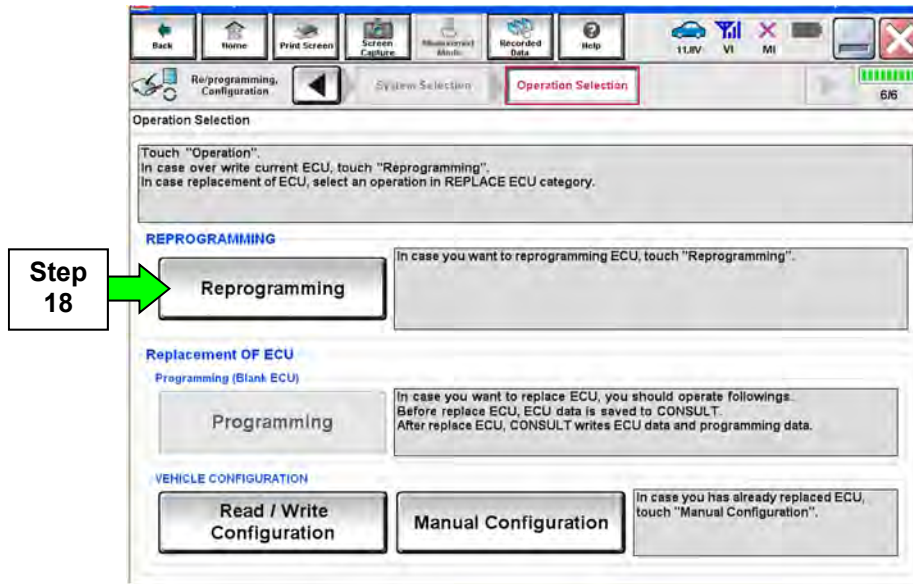 Back
Home
Print Screen
Screen
Capture
Measurement
Mode
Recorded
Data
Help
11.8V
VI
MI
Re/programming,
Configuration
System Selection
Operation Selection
6/6
Operation Selection
Touch "Operation".
In case over write current ECU, touch "Reprogramming".
In case replacement of ECU, select an operation in REPLACE ECU category.
REPROGRAMMING
Step
18
Reprogramming
In case you want to reprogramming ECU, touch "Reprogramming".
Replacement OF ECU
Programming (Blank ECU)
Programming
In case you want to replace ECU, you should operate followings.
Before replace ECU, ECU data is saved to CONSULT.
After replace ECU, CONSULT writes ECU data and programming data.
VEHICLE CONFIGURATION
Read / Write
Configuration
Manual Configuration
In case you has already replaced ECU,
touch "Manual Configuration".